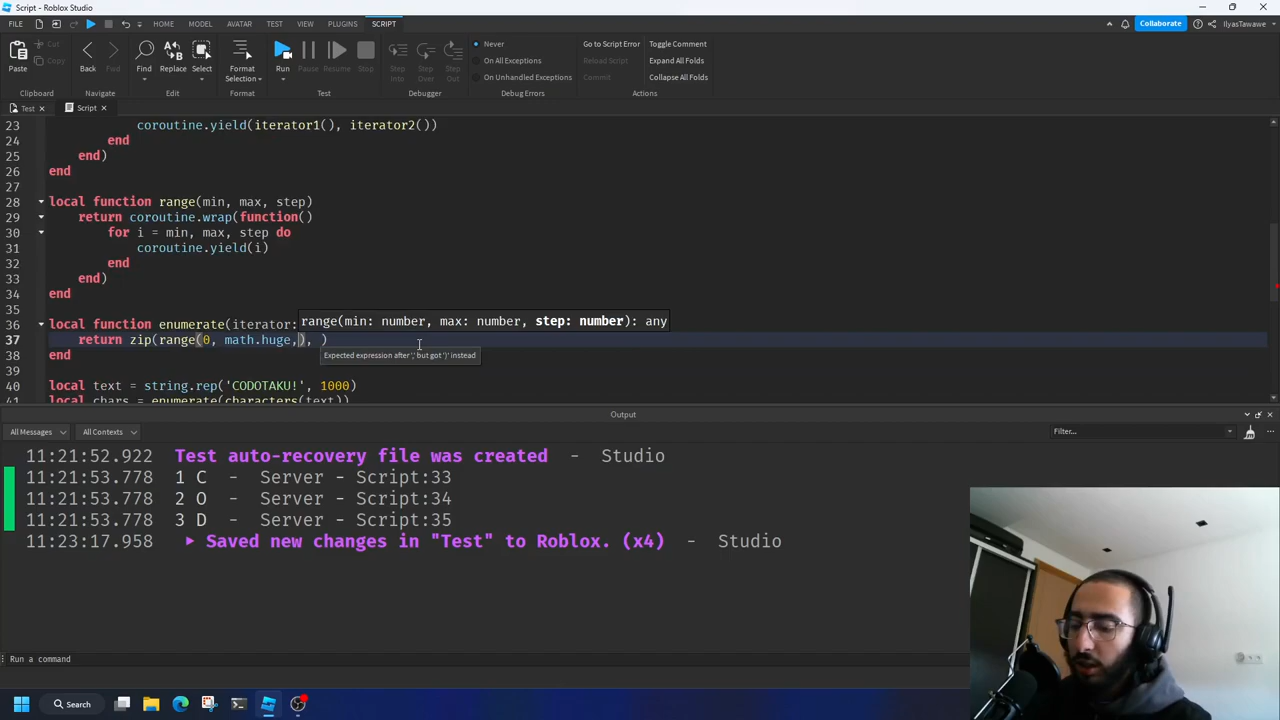 Script - Roblox Studio
FILE HOME MODEL AVATAR TEST VIEW PLUGINS SCRIPT Collaborate IlyasTawawe
Cut
Copy
Paste Back Find Replace Select Format Selection Run Pause Resume Stop Step Into Step Over Step Out
Never
On All Exceptions
On Unhandled Exceptions
Go to Script Error Toggle Comment
Reload Script Expand All Folds
Commit Collapse All Folds
Clipboard Navigate Edit Format Test Debugger Debug Errors Actions
Test × Script ×
23 coroutine.yield(iterator1(), iterator2())
24 end
25 end)
26 end
27
28 local function range(min, max, step)
29 return coroutine.wrap(function()
30 for i = min, max, step do
31 coroutine.yield(i)
32 end
33 end)
34 end
35
range(min: number, max: number, step: number): any
36 local function enumerate(iterator:
37 return zip(range(0, math.huge,), )
Expected expression after ',' but got ')' instead
38 end
39
40 local text = string.rep('CODOTAKU!', 1000)
41 local chars = enumerate(characters(text))
Output
All Messages All Contexts Filter...
11:21:52.922 Test auto-recovery file was created - Studio
11:21:53.778 1 C - Server - Script:33
11:21:53.778 2 O - Server - Script:34
11:21:53.778 3 D - Server - Script:35
11:23:17.958 ▶ Saved new changes in "Test" to Roblox. (x4) - Studio
Run a command
Search